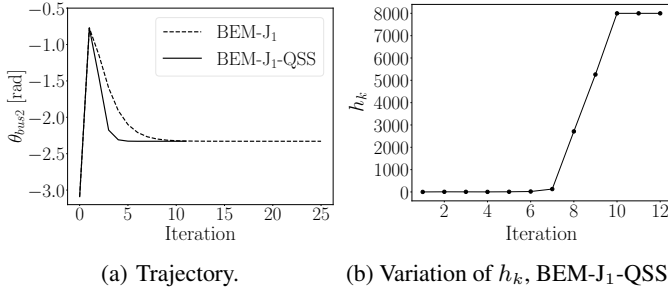 −0.5
−1.0
−1.5
−2.0
−2.5
−3.0
θbus2 [rad]
BEM-J1
BEM-J1-QSS
0 5 10 15 20 25
Iteration
(a) Trajectory.
8000
7000
6000
5000
4000
3000
2000
1000
0
hk
2 4 6 8 10 12
Iteration
(b) Variation of hk, BEM-J1-QSS